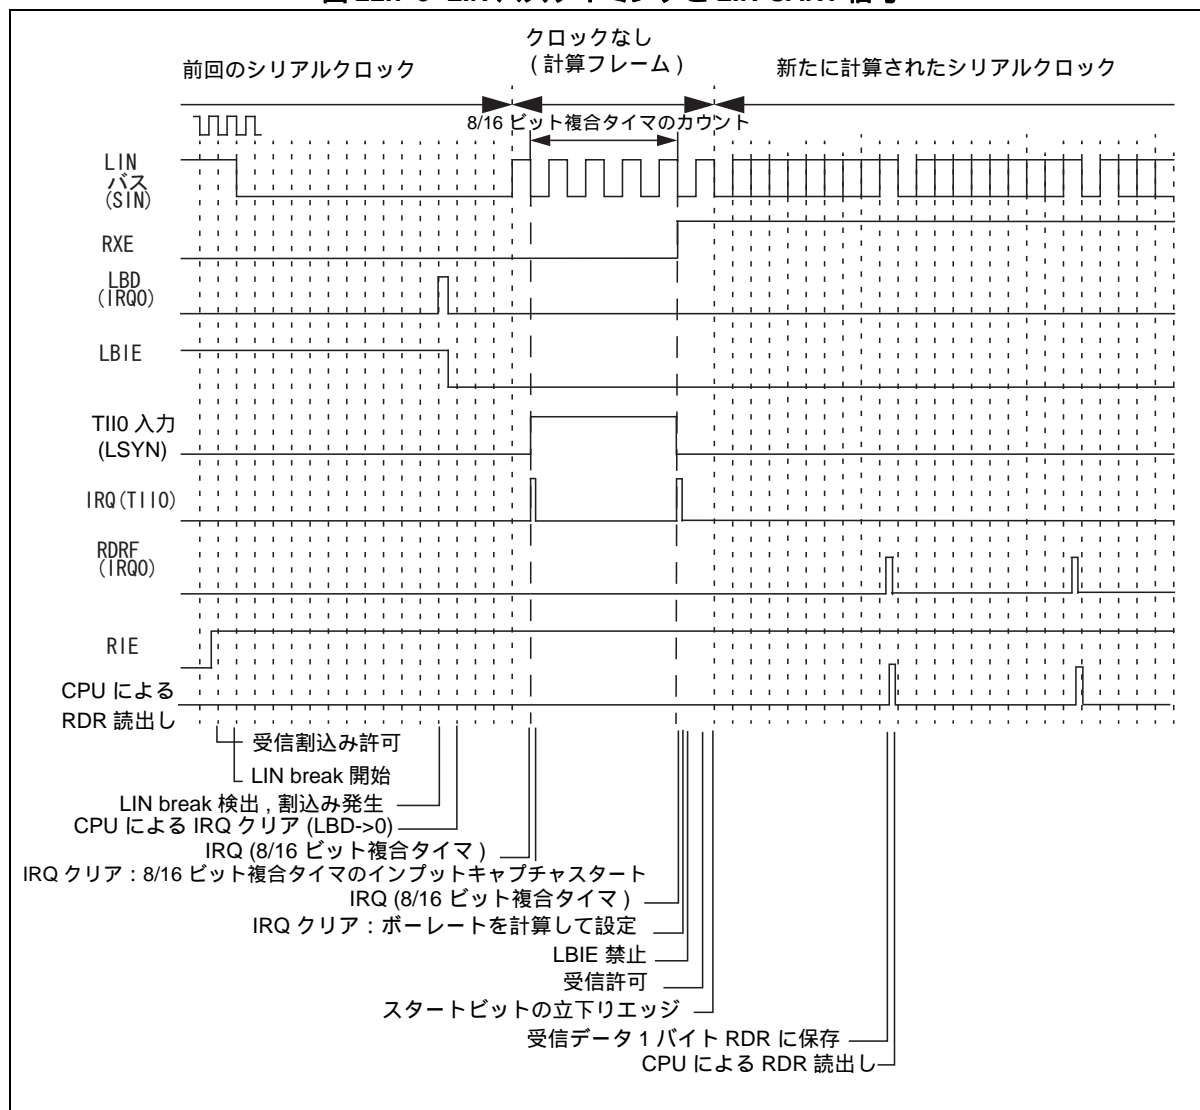 クロックなし
前回のシリアルクロック
( 計算フレーム )
新たに計算されたシリアルクロック
8/16 ビット複合タイマのカウント
LIN
バス
(SIN)
RXE
LBD
(IRQ0)
LBIE
TII0 入力
(LSYN)
IRQ(TII0)
RDRF
(IRQ0)
RIE
CPU による
RDR 読出し
受信割込み許可
LIN break 開始
LIN break 検出 , 割込み発生
CPU による IRQ クリア (LBD->0)
IRQ (8/16 ビット複合タイマ )
IRQ クリア : 8/16 ビット複合タイマのインプットキャプチャスタート
IRQ (8/16 ビット複合タイマ )
IRQ クリア : ボーレートを計算して設定
LBIE 禁止
受信許可
スタートビットの立下りエッジ
受信データ 1 バイト RDR に保存
CPU による RDR 読出し